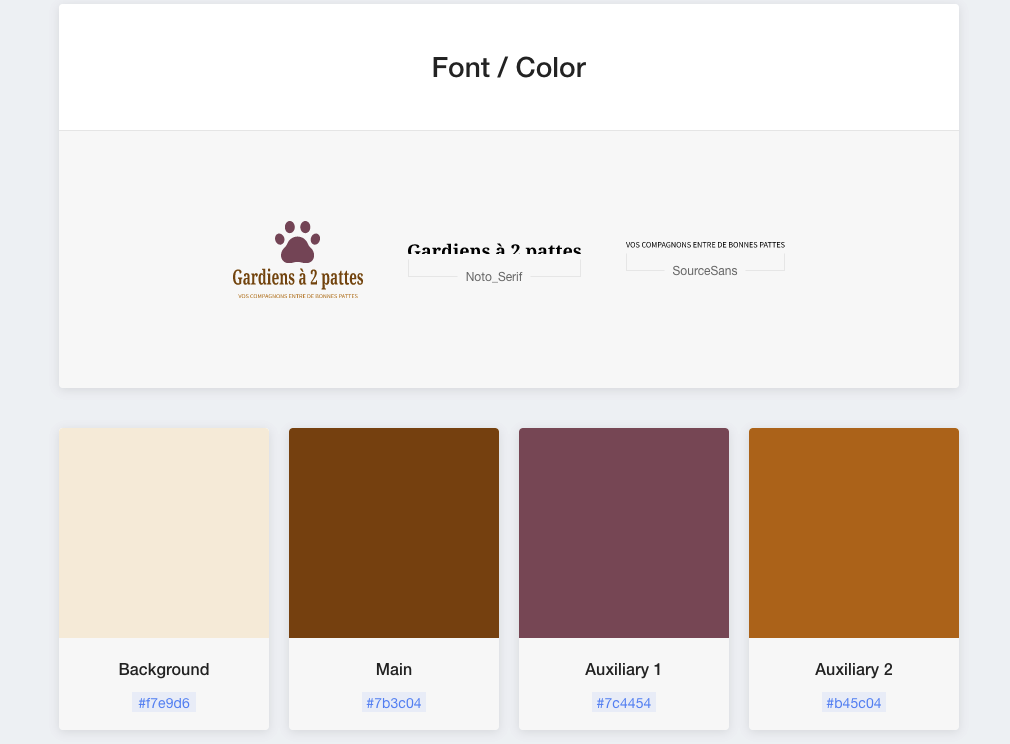 Font / Color
Gardiens à 2 pattes
VOS COMPAGNONS ENTRE DE BONNES PATTES
Gardiens à 2 pattes
Noto_Serif
VOS COMPAGNONS ENTRE DE BONNES PATTES
SourceSans
Background
#f7e9d6
Main
#7b3c04
Auxiliary 1
#7c4454
Auxiliary 2
#b45c04